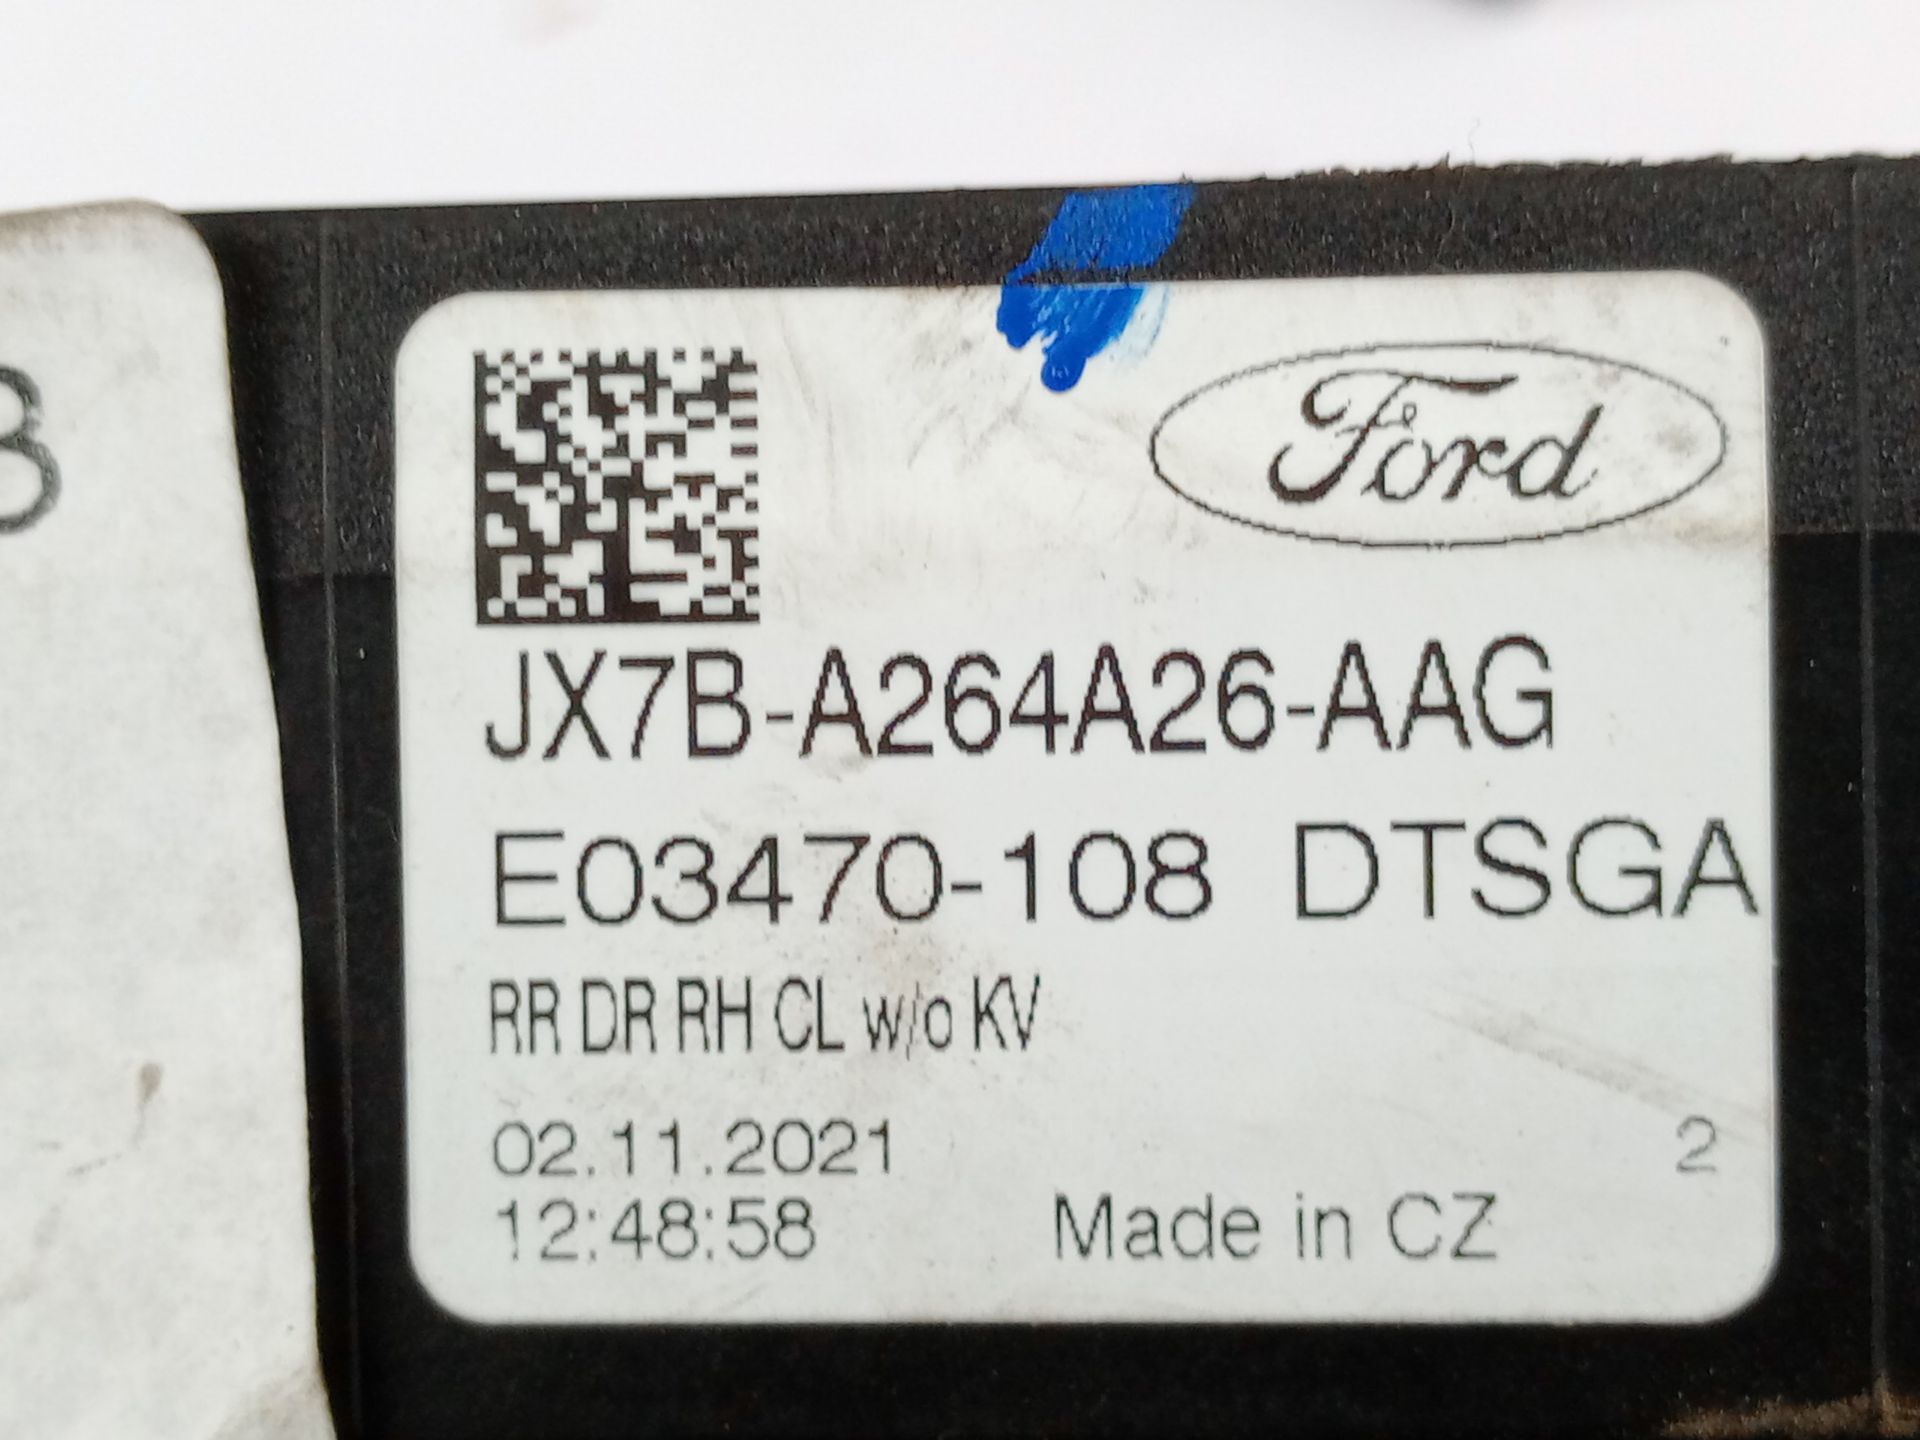 8
Ford
JX7B-A264A26-AAG
E03470-108 DTSGA
RR DR RH CL w/o KV
02.11.2021
2
12:48:58
Made in CZ